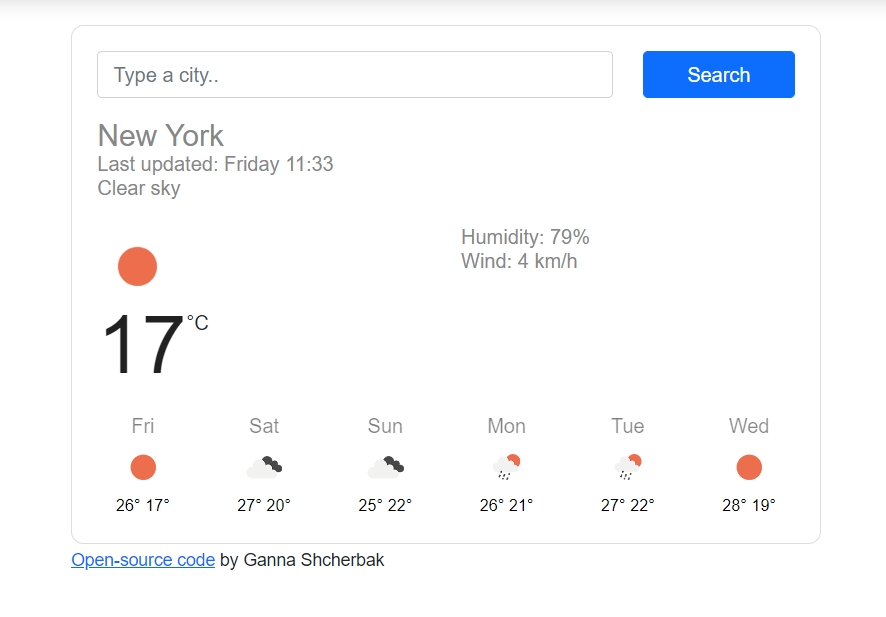 Type a city..
Search
New York
Last updated: Friday 11:33
Clear sky
Humidity: 79%
Wind: 4 km/h
17°C
Fri Sat Sun Mon Tue Wed
26° 17° 27° 20° 25° 22° 26° 21° 27° 22° 28° 19°
Open-source code by Ganna Shcherbak